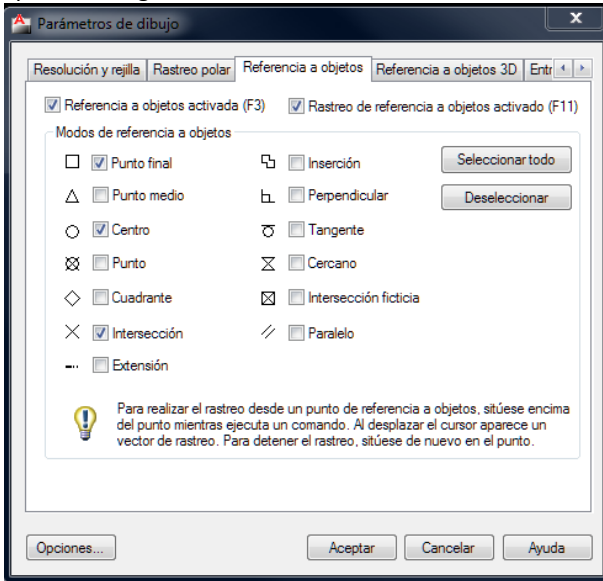 Parámetros de dibujo
Resolución y rejilla Rastreo polar Referencia a objetos Referencia a objetos 3D Entr
Referencia a objetos activada (F3) Rastreo de referencia a objetos activado (F11)
Modos de referencia a objetos
Punto final Inserción Seleccionar todo
Punto medio Perpendicular Deseleccionar
Centro Tangente
Punto Cercano
Cuadrante Intersección ficticia
Intersección Paralelo
Extensión
Para realizar el rastreo desde un punto de referencia a objetos, sitúese encima
del punto mientras ejecuta un comando. Al desplazar el cursor aparece un
vector de rastreo. Para detener el rastreo, sitúese de nuevo en el punto.
Opciones... Aceptar Cancelar Ayuda